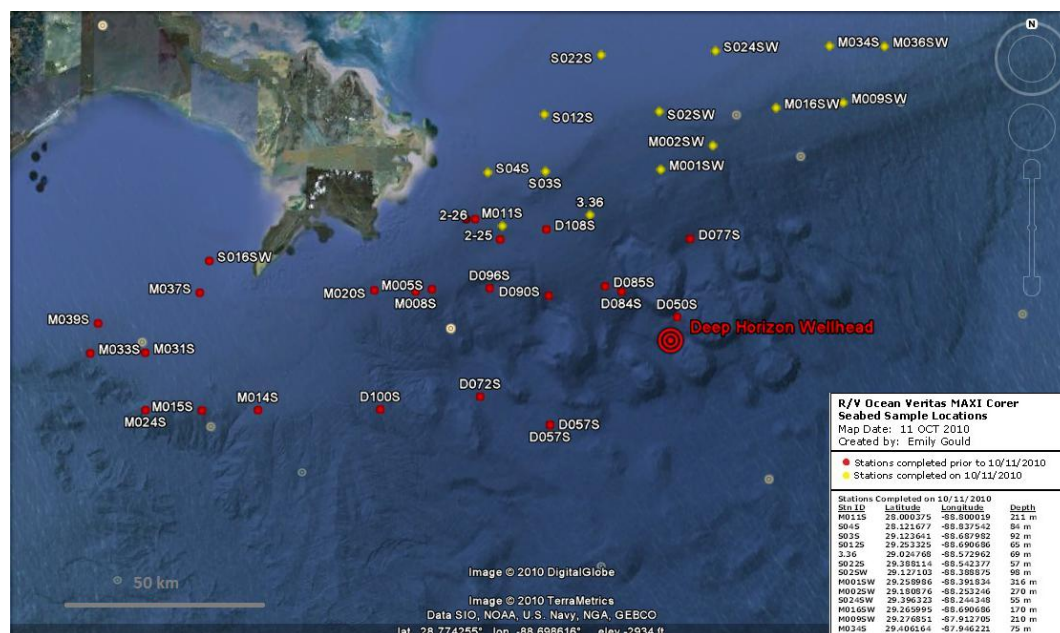 N
S022S
S024SW
M034S
M036SW
S012S
S02SW
M016SW
M009SW
M002SW
S04S
S03S
M001SW
3.36
2-26
M011S
2-25
D108S
D077S
S016SW
M037S
M020S
M005S
M008S
D096S
D090S
D085S
D084S
D050S
Deep Horizon Wellhead
M039S
M033S
M031S
M024S
M015S
M014S
D100S
D072S
D057S
D057S
50 km
Image © 2010 DigitalGlobe
Image © 2010 TerraMetrics
Data SIO, NOAA, U.S. Navy, NGA, GEBCO
lat 28.774255° lon -88.698616° elev -2934 ft
R/V Ocean Veritas MAXI Corer
Seabed Sample Locations
Map Date: 11 OCT 2010
Created by: Emily Gould
Stations completed prior to 10/11/2010
Stations completed on 10/11/2010
Stations Completed on 10/11/2010
Stn ID Latitude Longitude Depth
M011S 28.000375 -88.800019 211 m
S04S 28.121677 -88.837542 84 m
S03S 29.123641 -88.687982 92 m
S012S 29.253325 -88.690686 65 m
3.36 29.024768 -88.572962 69 m
S022S 29.388114 -88.542377 57 m
S02SW 29.127103 -88.388875 98 m
M001SW 29.258986 -88.391834 316 m
M002SW 29.180876 -88.253246 270 m
S024SW 29.396323 -88.244348 55 m
M016SW 29.265995 -88.690686 170 m
M009SW 29.276851 -87.912705 210 m
M034S 29.406164 -87.946221 75 m